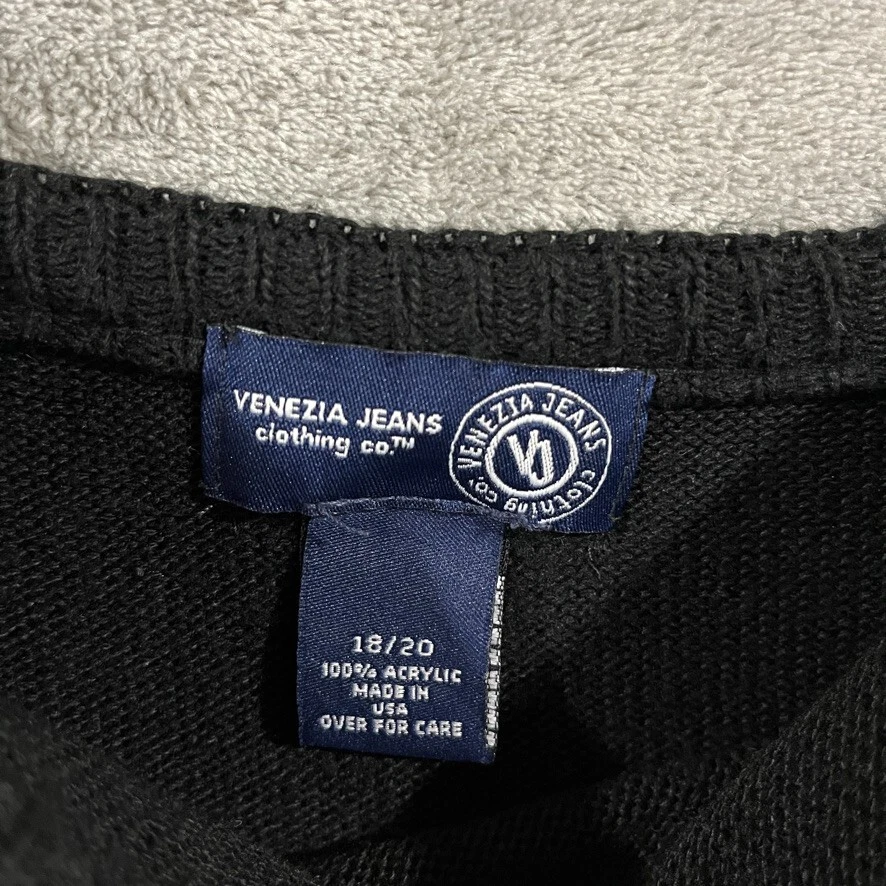 VENEZIA JEANS
clothing co.™
VENEZIA JEANS
clothing co.
VJ
18/20
100% ACRYLIC
MADE IN
USA
OVER FOR CARE